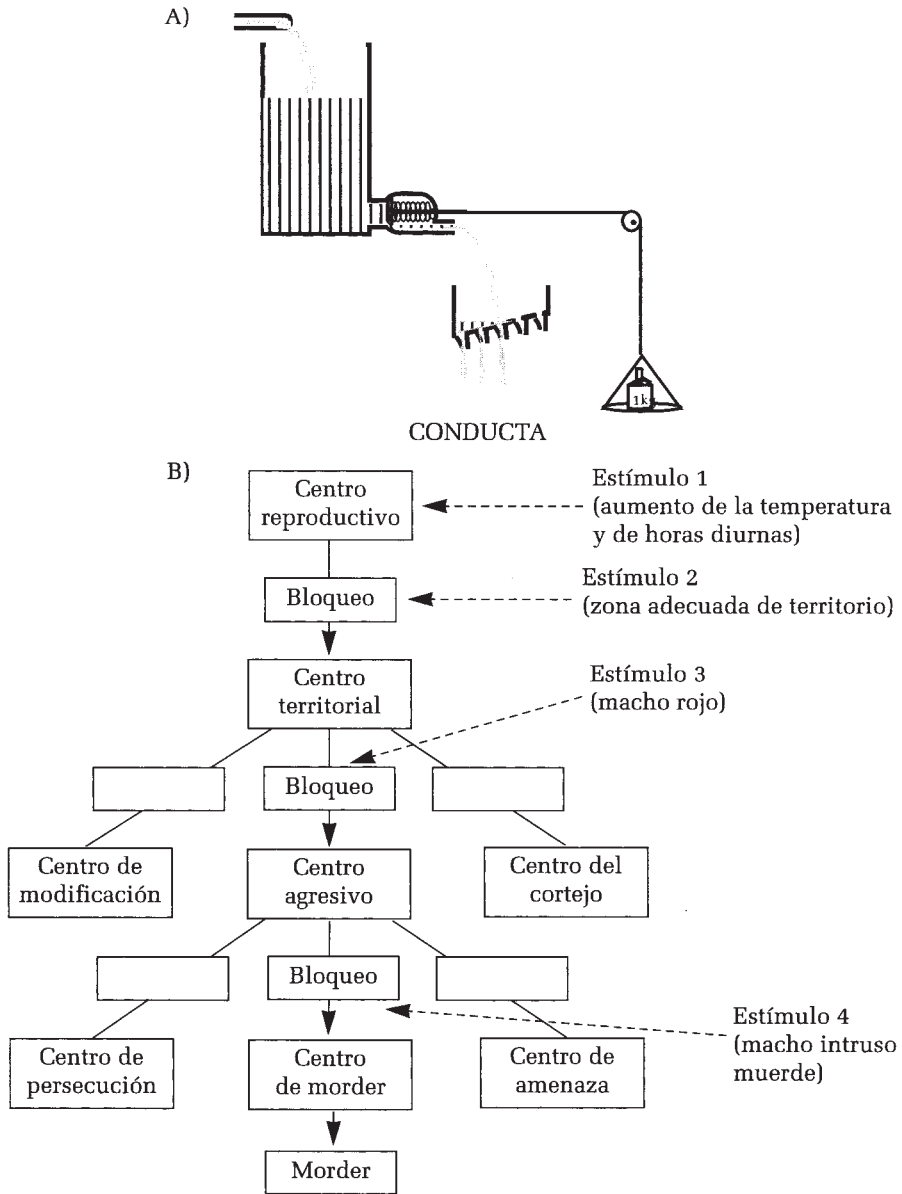 A)
1k
CONDUCTA
B)
Centro
reproductivo
Estímulo 1
(aumento de la temperatura
y de horas diurnas)
Bloqueo
Estímulo 2
(zona adecuada de territorio)
Centro
territorial
Estímulo 3
(macho rojo)
Bloqueo
Centro de
modificación
Centro
agresivo
Centro del
cortejo
Bloqueo
Estímulo 4
(macho intruso
muerde)
Centro de
persecución
Centro
de morder
Centro de
amenaza
Morder